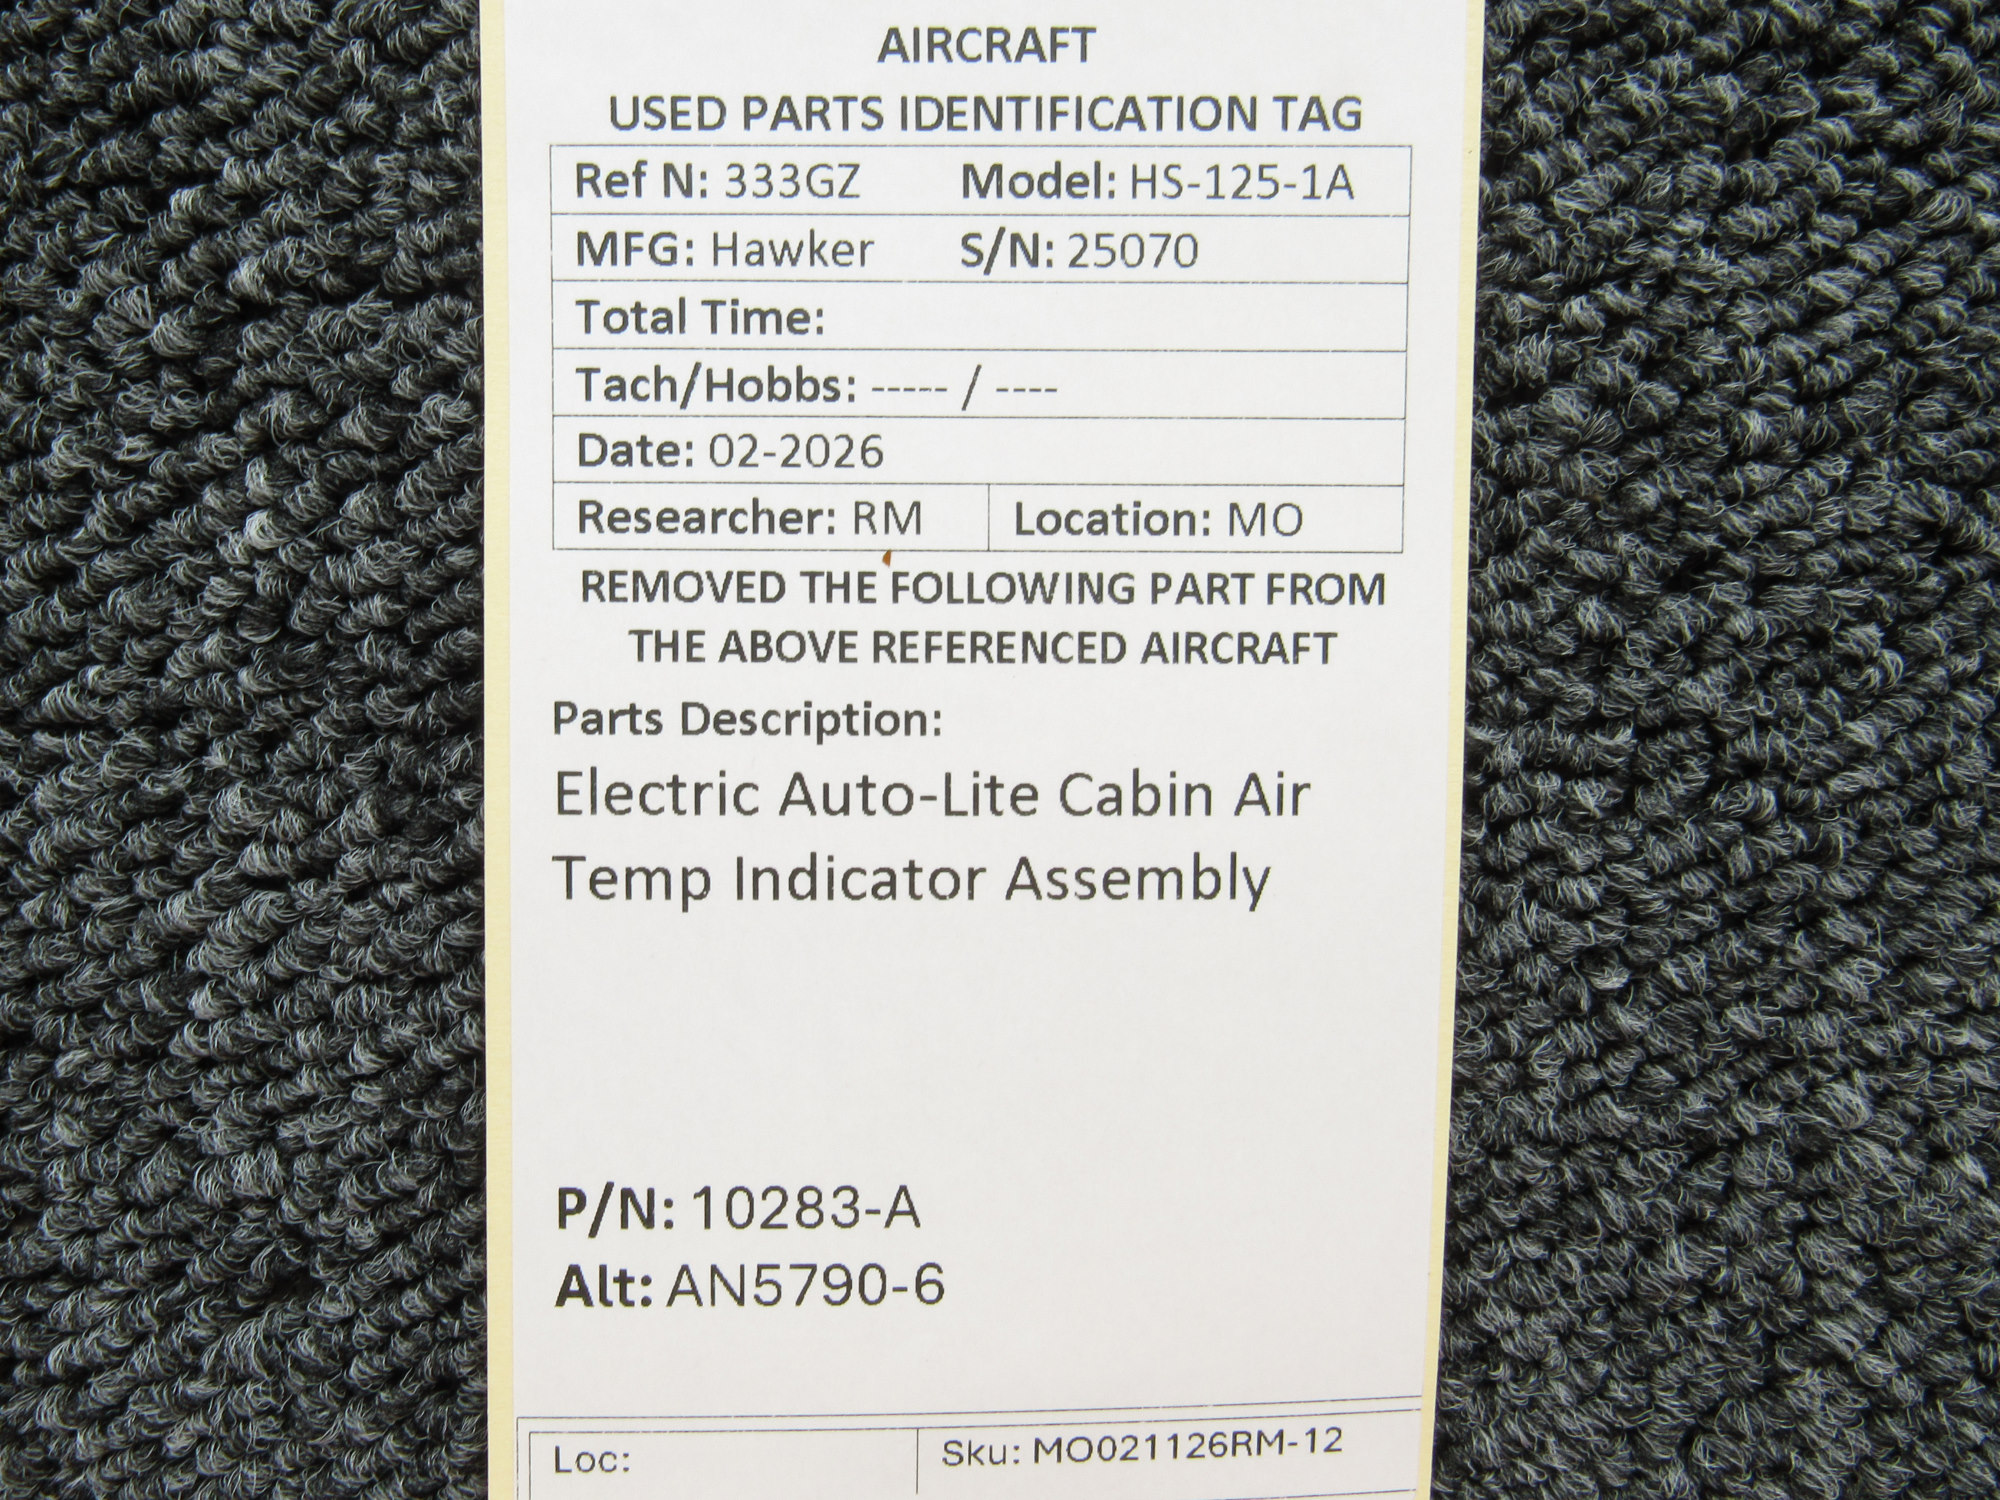 AIRCRAFT
USED PARTS IDENTIFICATION TAG
Ref N: 333GZ Model: HS-125-1A
MFG: Hawker S/N: 25070
Total Time:
Tach/Hobbs: ----- / ----
Date: 02-2026
Researcher: RM Location: MO
REMOVED THE FOLLOWING PART FROM
THE ABOVE REFERENCED AIRCRAFT
Parts Description:
Electric Auto-Lite Cabin Air
Temp Indicator Assembly
P/N: 10283-A
Alt: AN5790-6
Loc: Sku: MO021126RM-12